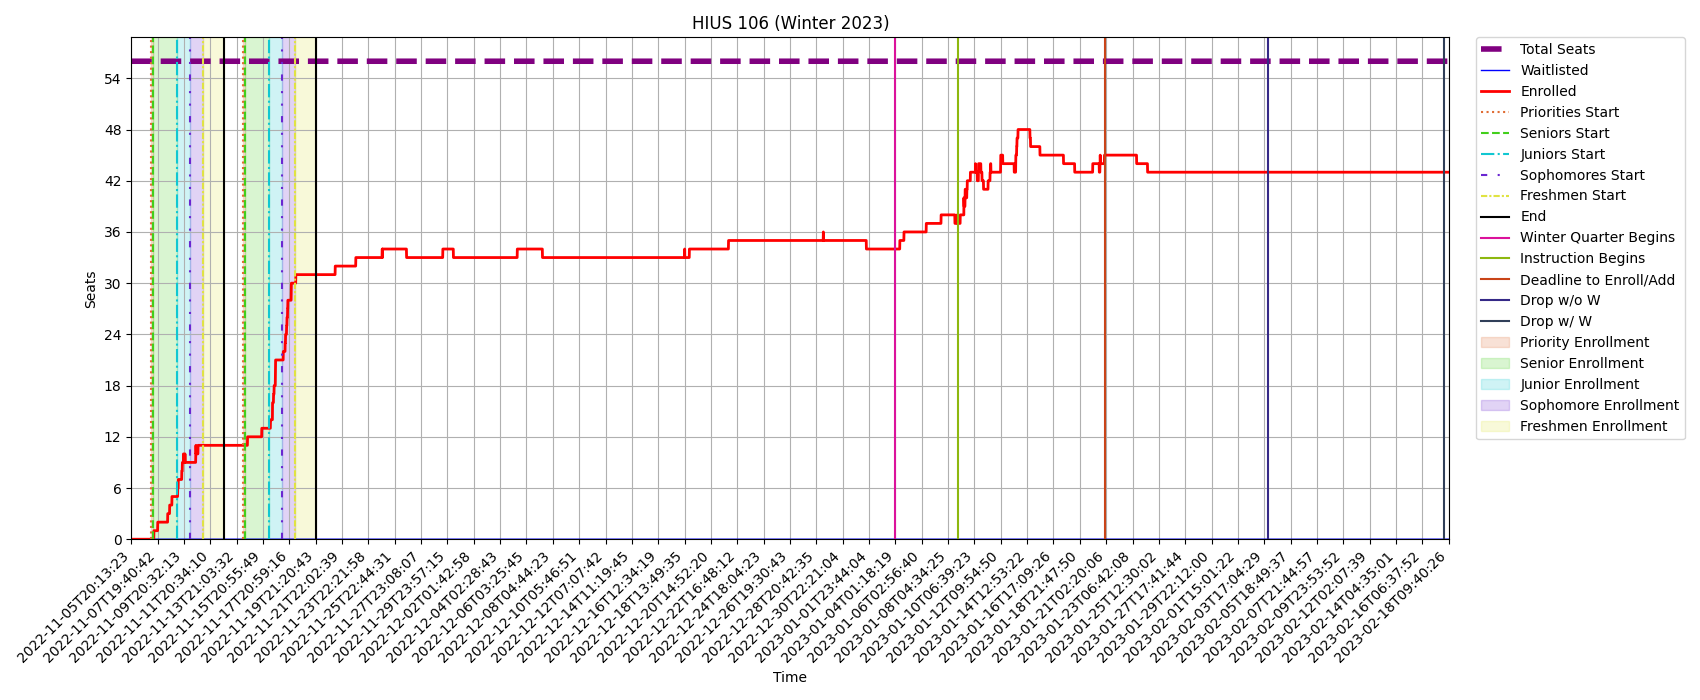 HIUS 106 (Winter 2023)
Seats
54
48
42
36
30
24
18
12
6
0
2022-11-05T20:13:23
2022-11-07T19:40:42
2022-11-09T20:32:13
2022-11-11T20:34:10
2022-11-13T21:03:32
2022-11-15T20:55:49
2022-11-17T20:59:16
2022-11-19T21:20:43
2022-11-21T22:02:39
2022-11-23T22:21:58
2022-11-25T22:44:31
2022-11-27T23:08:07
2022-11-29T23:57:15
2022-12-02T01:42:58
2022-12-04T02:28:43
2022-12-06T03:25:45
2022-12-08T04:44:23
2022-12-10T05:46:51
2022-12-12T07:07:42
2022-12-14T11:19:45
2022-12-16T12:34:19
2022-12-18T13:49:35
2022-12-20T14:52:20
2022-12-22T16:48:12
2022-12-24T18:04:23
2022-12-26T19:30:43
2022-12-28T20:42:35
2022-12-30T22:21:04
2023-01-01T23:44:04
2023-01-04T01:18:19
2023-01-06T02:56:40
2023-01-08T04:34:25
2023-01-10T06:39:23
2023-01-12T09:54:50
2023-01-14T12:53:22
2023-01-16T17:09:26
2023-01-18T21:47:50
2023-01-21T02:20:06
2023-01-23T06:42:08
2023-01-25T12:30:02
2023-01-27T17:41:44
2023-01-29T22:12:00
2023-02-01T15:01:22
2023-02-03T17:04:29
2023-02-05T18:49:37
2023-02-07T21:44:57
2023-02-09T23:53:52
2023-02-12T02:07:39
2023-02-14T04:35:01
2023-02-16T06:37:52
2023-02-18T09:40:26
Time
Total Seats
Waitlisted
Enrolled
Priorities Start
Seniors Start
Juniors Start
Sophomores Start
Freshmen Start
End
Winter Quarter Begins
Instruction Begins
Deadline to Enroll/Add
Drop w/o W
Drop w/ W
Priority Enrollment
Senior Enrollment
Junior Enrollment
Sophomore Enrollment
Freshmen Enrollment